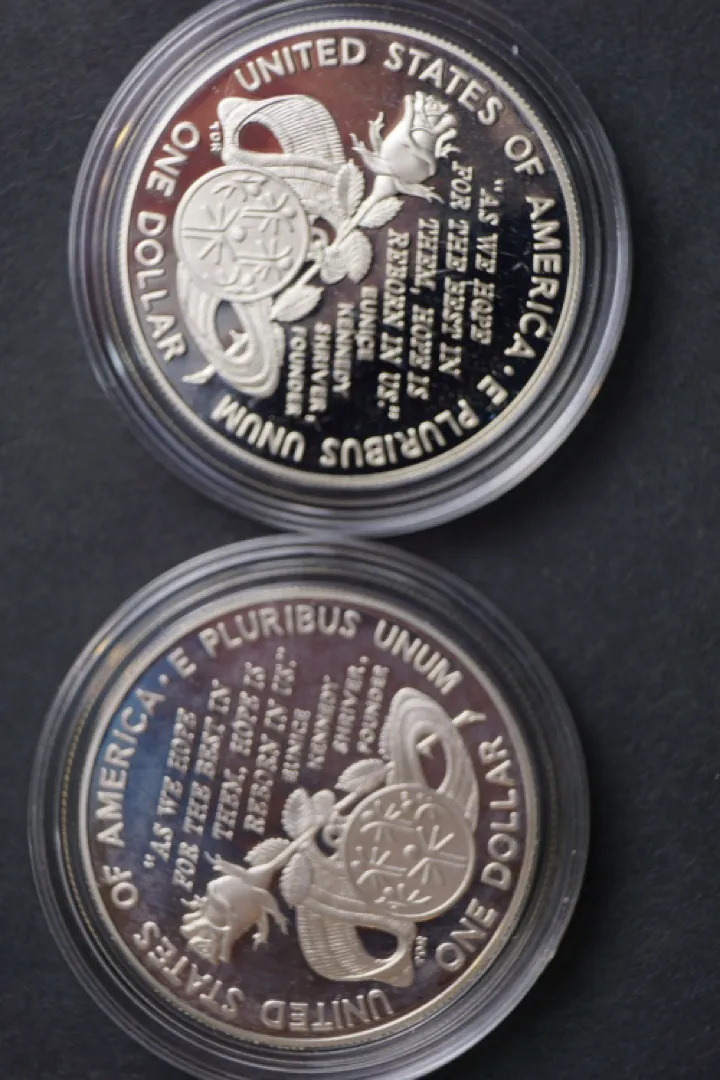 UNITED STATES OF AMERICA · E PLURIBUS UNUM
ONE DOLLAR
TDR
"AS WE HOPE
FOR THE BEST IN
THEM, HOPE IS
REBORN IN US."
EUNICE
KENNEDY
SHRIVER,
FOUNDER
UNITED STATES OF AMERICA · E PLURIBUS UNUM
ONE DOLLAR
TDR
"AS WE HOPE
FOR THE BEST IN
THEM, HOPE IS
REBORN IN US."
EUNICE
KENNEDY
SHRIVER,
FOUNDER